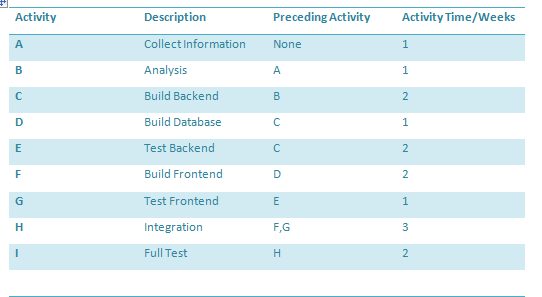 Activity Description Preceding Activity Activity Time/Weeks
A Collect Information None 1
B Analysis A 1
C Build Backend B 2
D Build Database C 1
E Test Backend C 2
F Build Frontend D 2
G Test Frontend E 1
H Integration F,G 3
I Full Test H 2